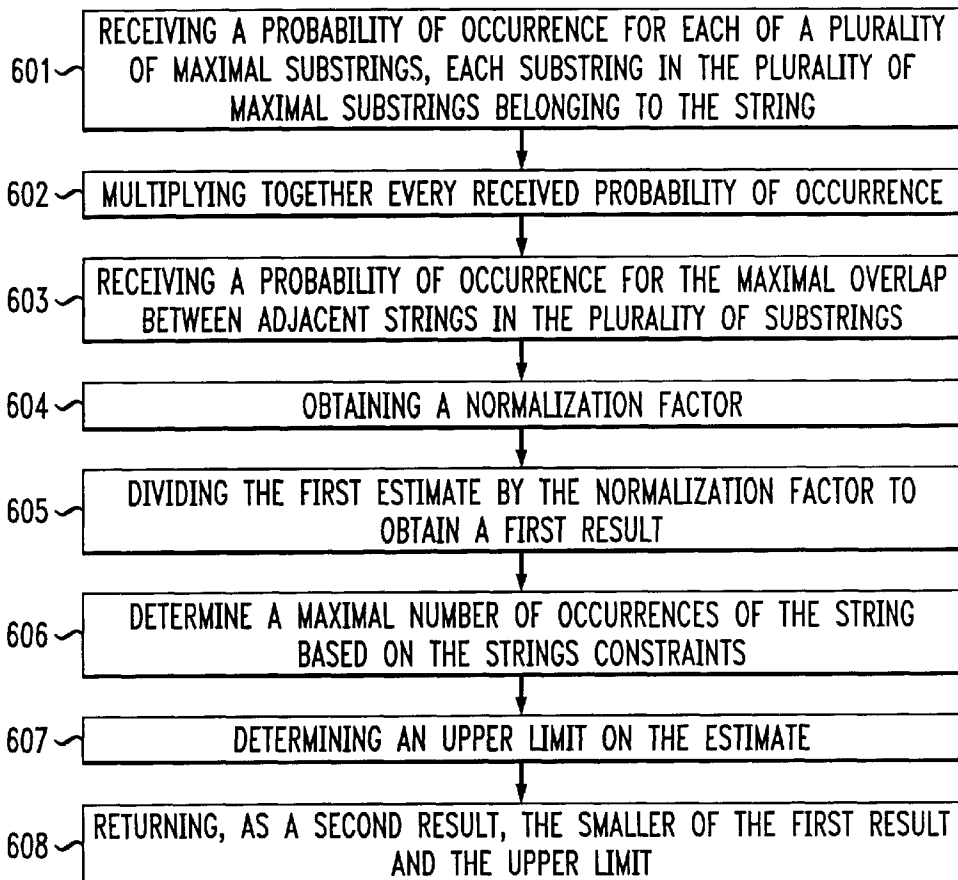 RECEIVING A PROBABILITY OF OCCURRENCE FOR EACH OF A PLURALITY
601 OF MAXIMAL SUBSTRINGS, EACH SUBSTRING IN THE PLURALITY OF
MAXIMAL SUBSTRINGS BELONGING TO THE STRING
602 MULTIPLYING TOGETHER EVERY RECEIVED PROBABILITY OF OCCURRENCE
RECEIVING A PROBABILITY OF OCCURRENCE FOR THE MAXIMAL OVERLAP
603 BETWEEN ADJACENT STRINGS IN THE PLURALITY OF SUBSTRINGS
604 OBTAINING A NORMALIZATION FACTOR
DIVIDING THE FIRST ESTIMATE BY THE NORMALIZATION FACTOR TO
605 OBTAIN A FIRST RESULT
DETERMINE A MAXIMAL NUMBER OF OCCURRENCES OF THE STRING
606 BASED ON THE STRINGS CONSTRAINTS
607 DETERMINING AN UPPER LIMIT ON THE ESTIMATE
RETURNING, AS A SECOND RESULT, THE SMALLER OF THE FIRST RESULT
608 AND THE UPPER LIMIT